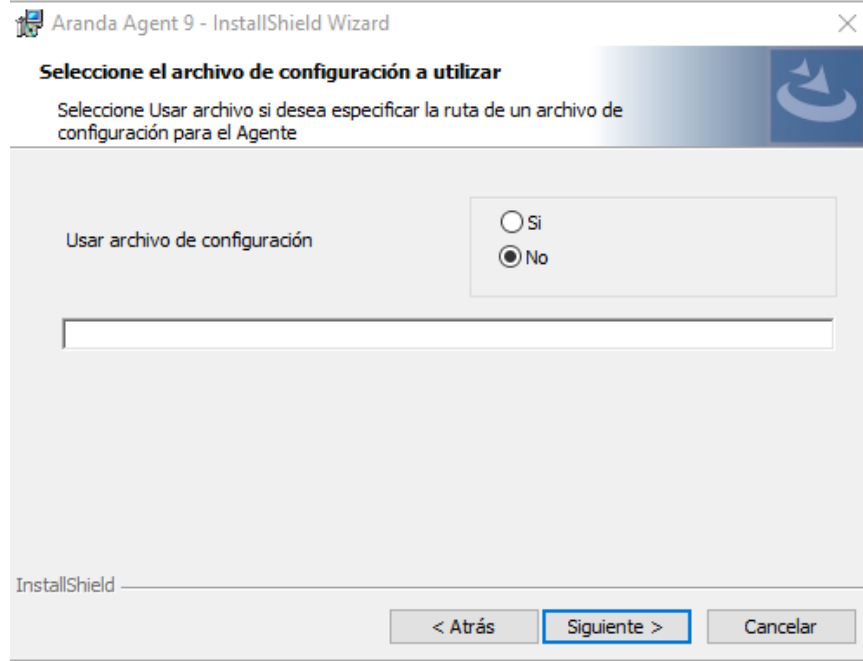 Aranda Agent 9 - InstallShield Wizard
Seleccione el archivo de configuración a utilizar
Seleccione Usar archivo si desea especificar la ruta de un archivo de
configuración para el Agente
Usar archivo de configuración
Si
No
InstallShield
< Atrás
Siguiente >
Cancelar